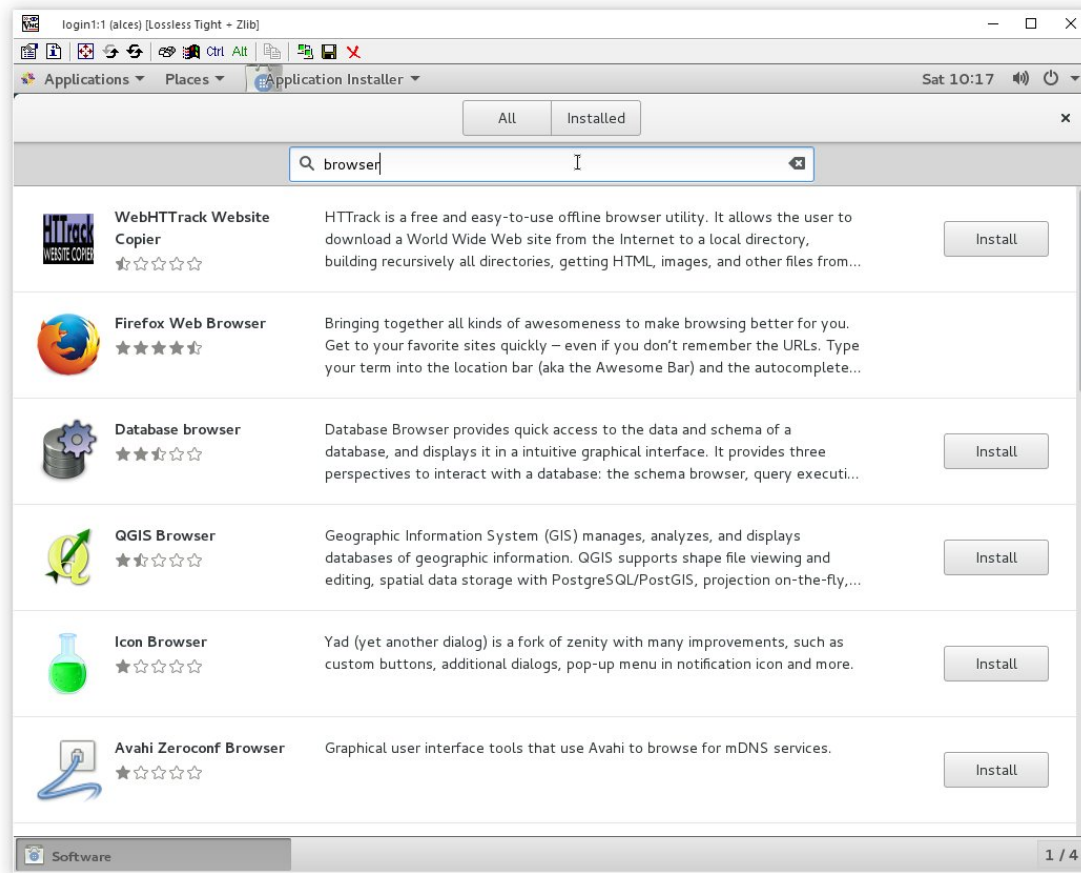 login1:1 (alces) [Lossless Tight + Zlib]
Ctrl Alt
Applications Places Application Installer Sat 10:17
All Installed
browser
WebHTTrack Website Copier
HTTrack is a free and easy-to-use offline browser utility. It allows the user to
download a World Wide Web site from the Internet to a local directory,
building recursively all directories, getting HTML, images, and other files from...
Install
Firefox Web Browser
Bringing together all kinds of awesomeness to make browsing better for you.
Get to your favorite sites quickly – even if you don't remember the URLs. Type
your term into the location bar (aka the Awesome Bar) and the autocomplete...
Database browser
Database Browser provides quick access to the data and schema of a
database, and displays it in a intuitive graphical interface. It provides three
perspectives to interact with a database: the schema browser, query executi...
Install
QGIS Browser
Geographic Information System (GIS) manages, analyzes, and displays
databases of geographic information. QGIS supports shape file viewing and
editing, spatial data storage with PostgreSQL/PostGIS, projection on-the-fly,...
Install
Icon Browser
Yad (yet another dialog) is a fork of zenity with many improvements, such as
custom buttons, additional dialogs, pop-up menu in notification icon and more.
Install
Avahi Zeroconf Browser
Graphical user interface tools that use Avahi to browse for mDNS services.
Install
Software
1 / 4
HTTrack
WEBSITE COPIER